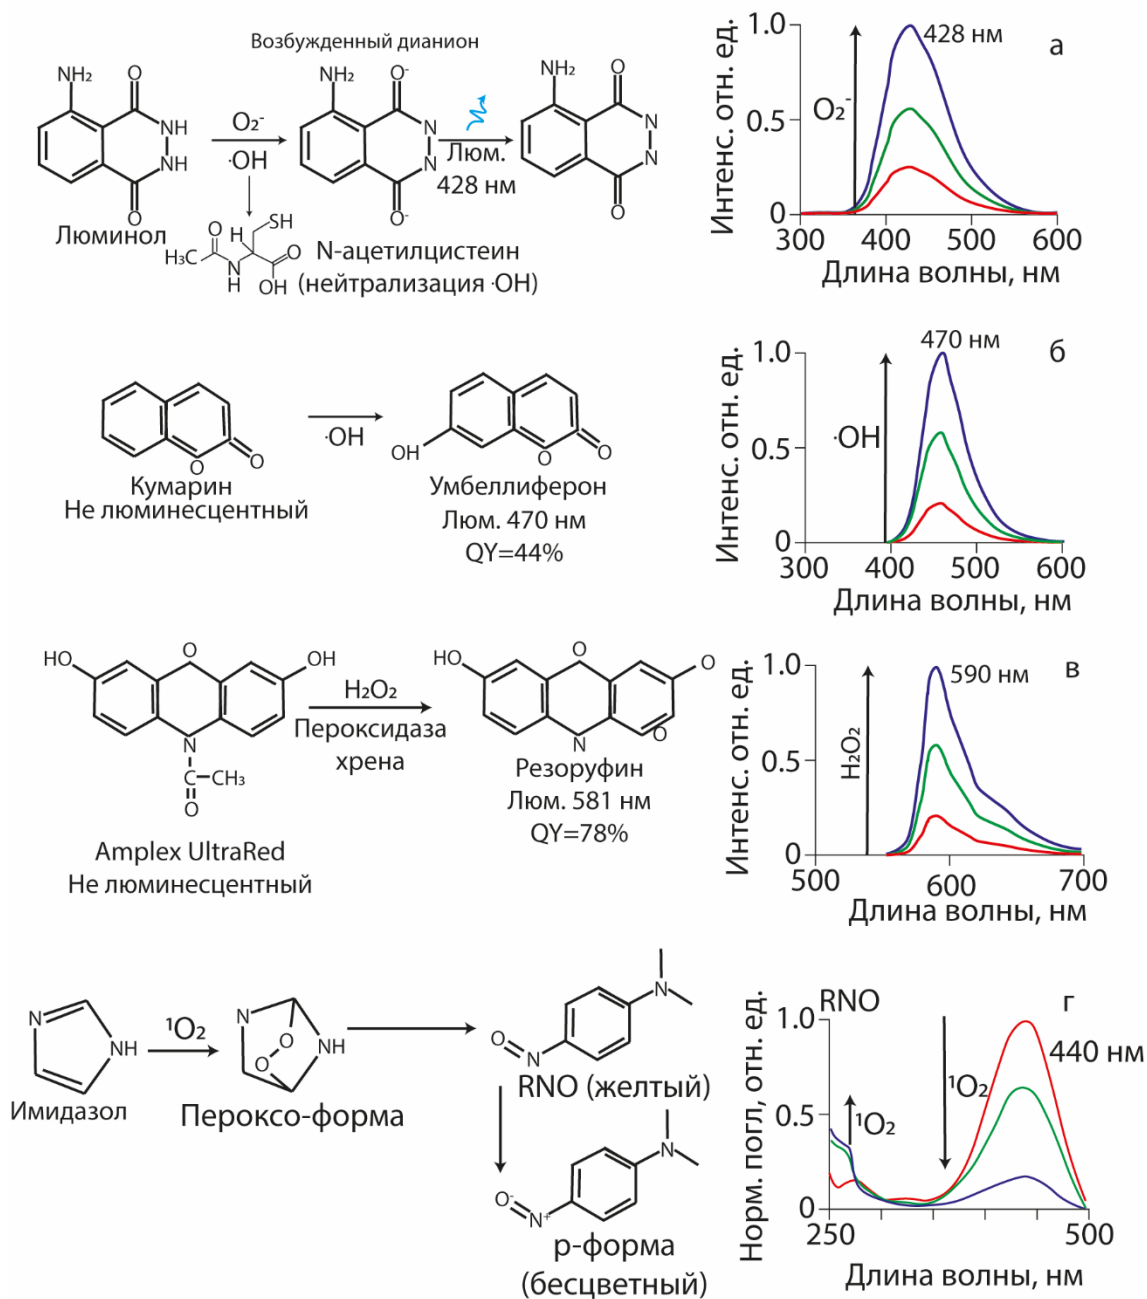 Возбужденный дианион
NH₂
O
NH
NH
O
Люминол
O₂⁻
·OH
NH₂
O⁻
N
N
O⁻
Люм.
428 нм
NH₂
O
N
N
O
SH
O
H
H₃C
N
H
O
OH
N-ацетилцистеин
(нейтрализация ·OH)
а
428 нм
O₂⁻
Интенс. отн. ед.
1.0
0.5
0
300
400
500
600
Длина волны, нм
O
O
Кумарин
Не люминесцентный
·OH
OH
O
O
Умбеллиферон
Люм. 470 нм
QY=44%
б
470 нм
·OH
Интенс. отн. ед.
1.0
0.5
0
300
400
500
600
Длина волны, нм
HO
O
OH
N
C
CH₃
O
Amplex UltraRed
Не люминесцентный
H₂O₂
Пероксидаза
хрена
HO
O
O
N
O
Резоруфин
Люм. 581 нм
QY=78%
в
590 нм
H₂O₂
Интенс. отн. ед.
1.0
0.5
0
500
600
700
Длина волны, нм
N
NH
Имидазол
¹O₂
N
O
O
NH
Пероксо-форма
N
O
N
RNO (желтый)
N
O⁻
N⁺
p-форма
(бесцветный)
RNO
г
440 нм
¹O₂
¹O₂
Норм. погл, отн. ед.
1.0
0.5
0
250
500
Длина волны, нм